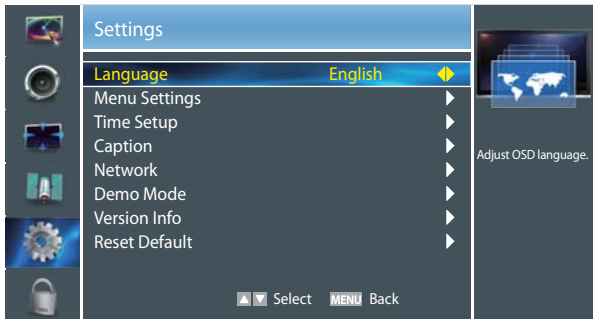 Settings
Language English
Menu Settings
Time Setup
Caption
Network
Demo Mode
Version Info
Reset Default
Select MENU Back
Adjust OSD language.